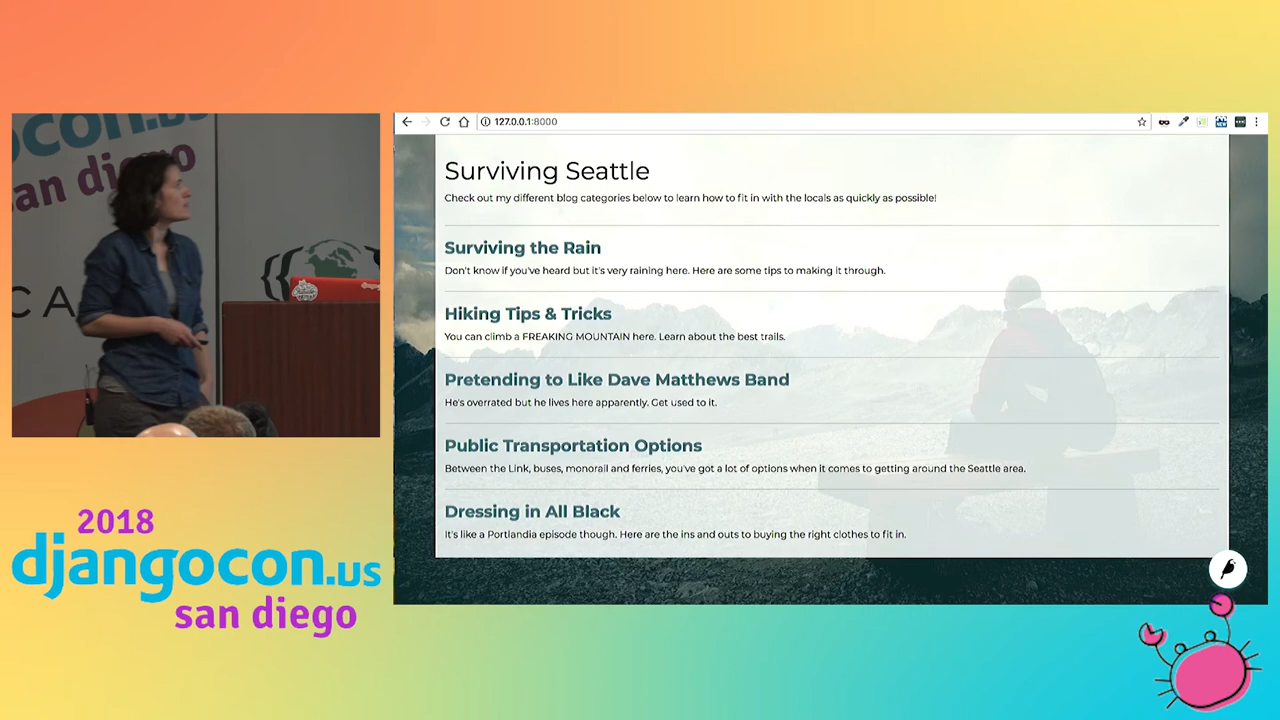 ocon.us
san diego
CA
127.0.0.1:8000
Surviving Seattle
Check out my different blog categories below to learn how to fit in with the locals as quickly as possible!
Surviving the Rain
Don't know if you've heard but it's very raining here. Here are some tips to making it through.
Hiking Tips & Tricks
You can climb a FREAKING MOUNTAIN here. Learn about the best trails.
Pretending to Like Dave Matthews Band
He's overrated but he lives here apparently. Get used to it.
Public Transportation Options
Between the Link, buses, monorail and ferries, you've got a lot of options when it comes to getting around the Seattle area.
Dressing in All Black
It's like a Portlandia episode though. Here are the ins and outs to buying the right clothes to fit in.
2018
djangocon.us
san diego